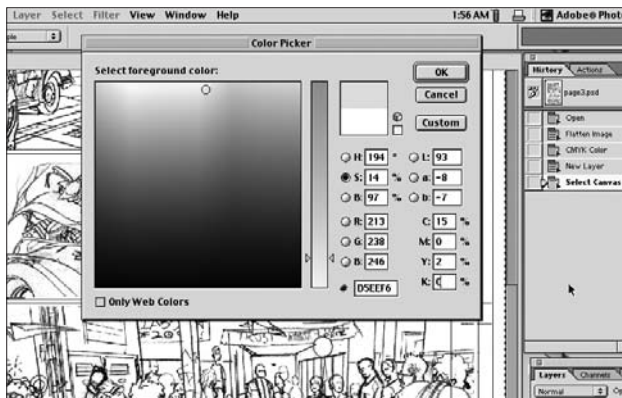 Layer Select Filter View Window Help 1:56 AM Adobe® Phot
Color Picker
Select foreground color:
OK
Cancel
Custom
H: 194 °
S: 14 %
B: 97 %
L: 93
a: -8
b: -7
R: 213
G: 238
B: 246
C: 15 %
M: 0 %
Y: 2 %
K: 0 %
# D5EEF6
Only Web Colors
History Actions
page3.psd
Open
Flatten Image
CMYK Color
New Layer
Select Canvas
Layers Channels
Normal